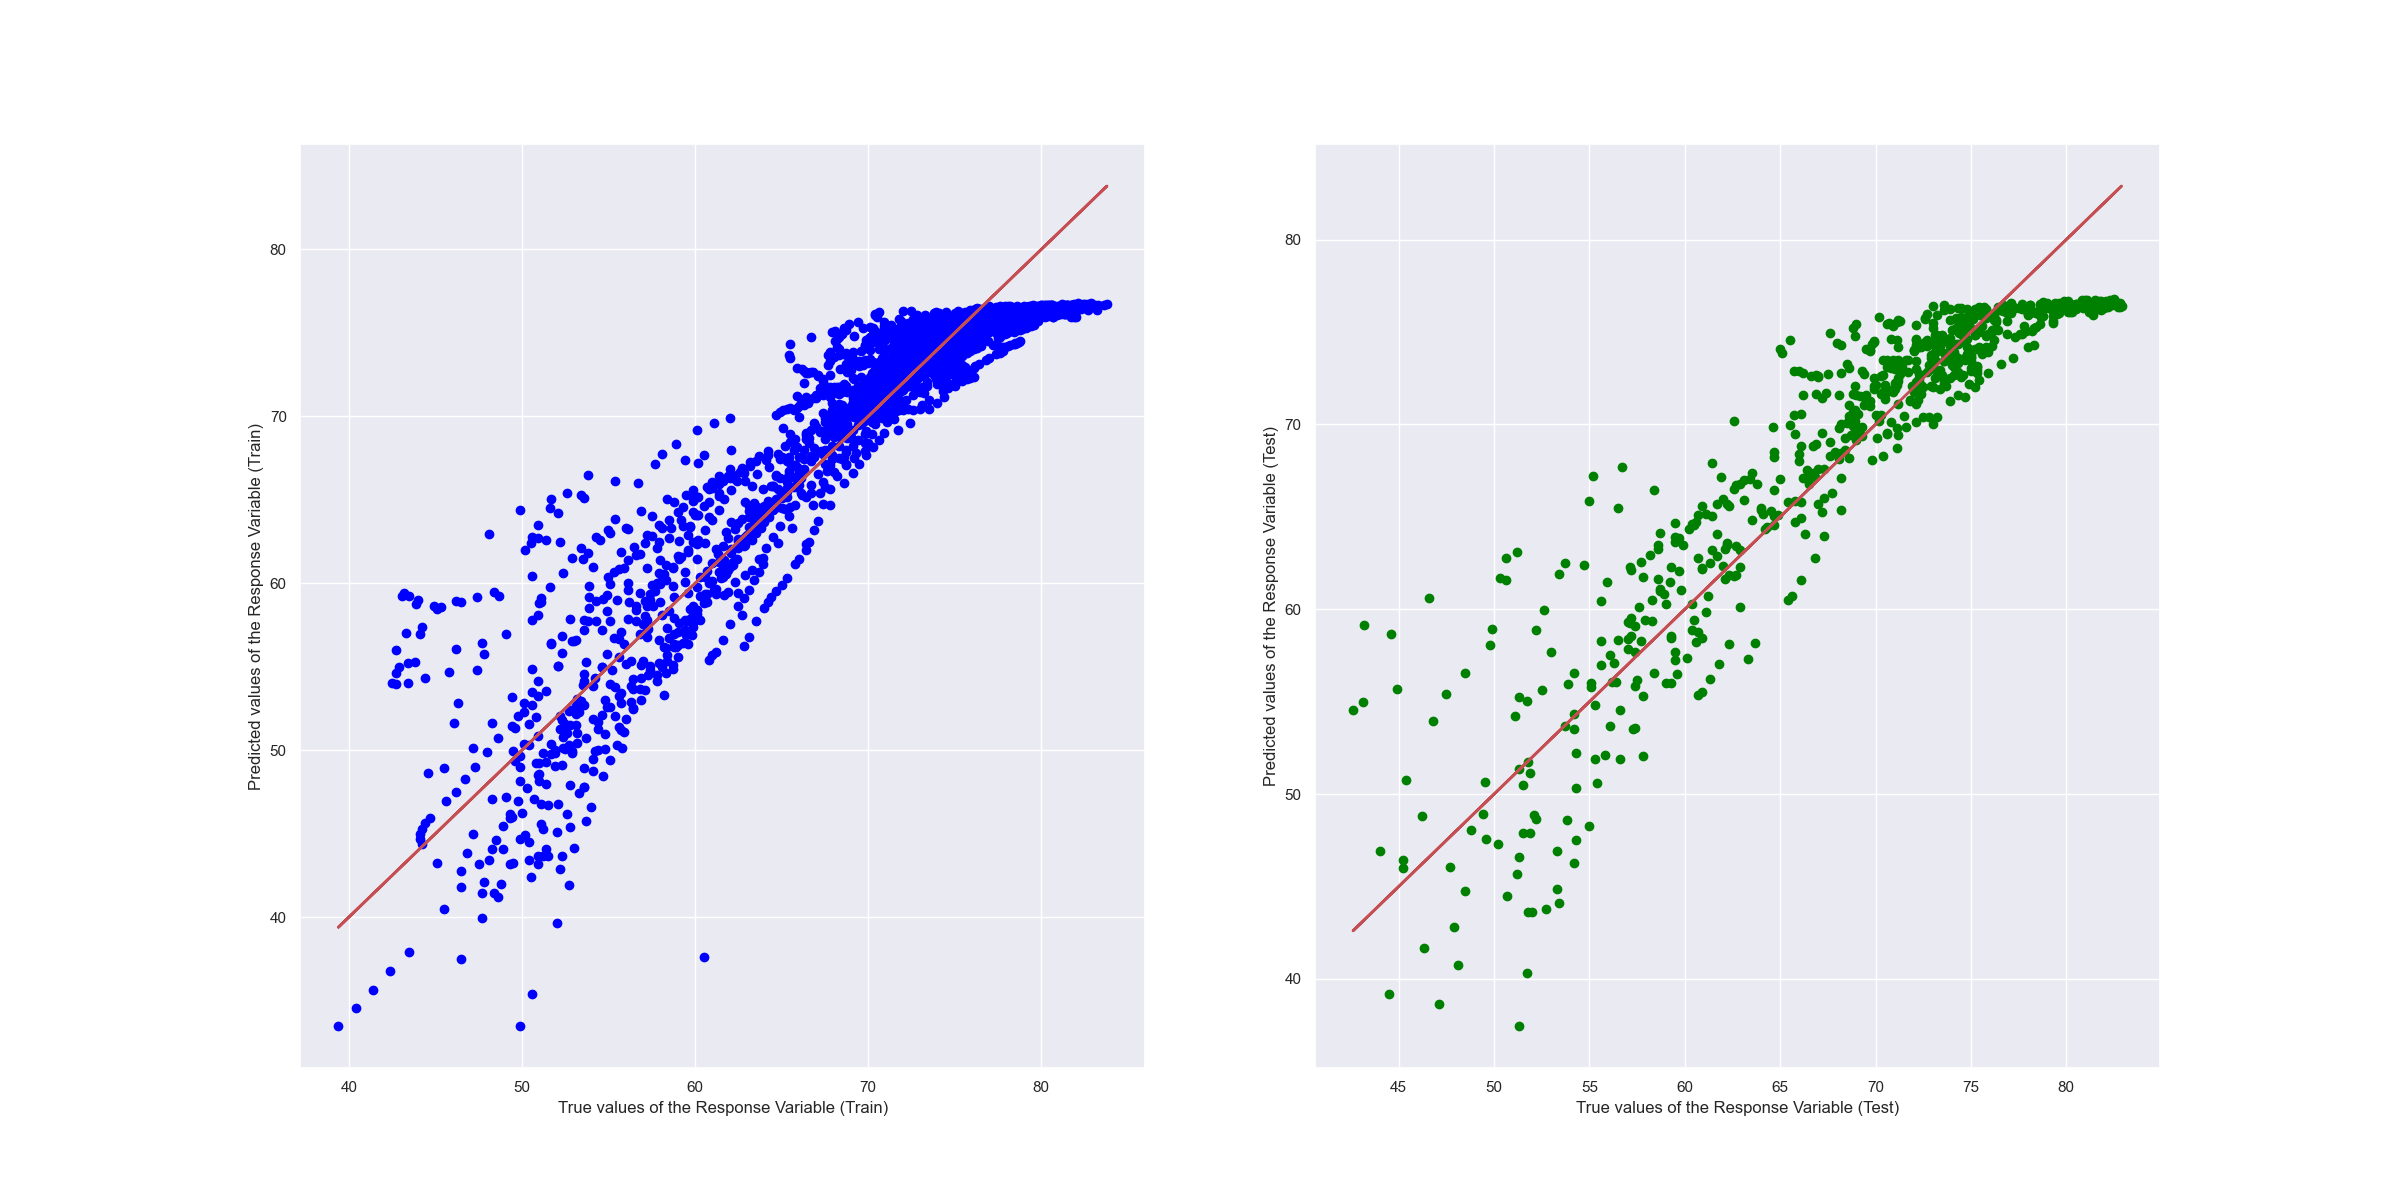 80
70
60
50
40
Predicted values of the Response Variable (Train)
40 50 60 70 80
True values of the Response Variable (Train)
80
70
60
50
40
Predicted values of the Response Variable (Test)
45 50 55 60 65 70 75 80
True values of the Response Variable (Test)